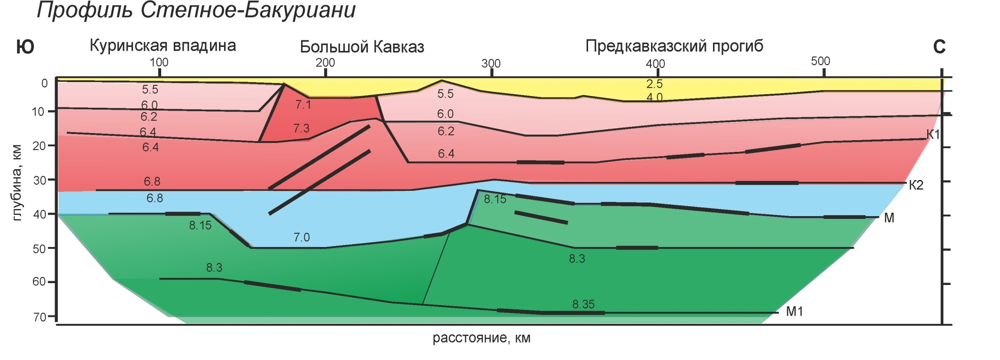 Профиль Степное-Бакуриани
Ю
Куринская впадина
Большой Кавказ
Предкавказский прогиб
С
100
200
300
400
500
глубина, км
0
10
20
30
40
50
60
70
5.5
6.0
6.2
6.4
6.4
6.8
6.8
8.15
8.3
7.1
7.3
7.0
5.5
6.0
6.2
6.4
8.15
8.3
8.35
2.5
4.0
К1
К2
М
М1
расстояние, км